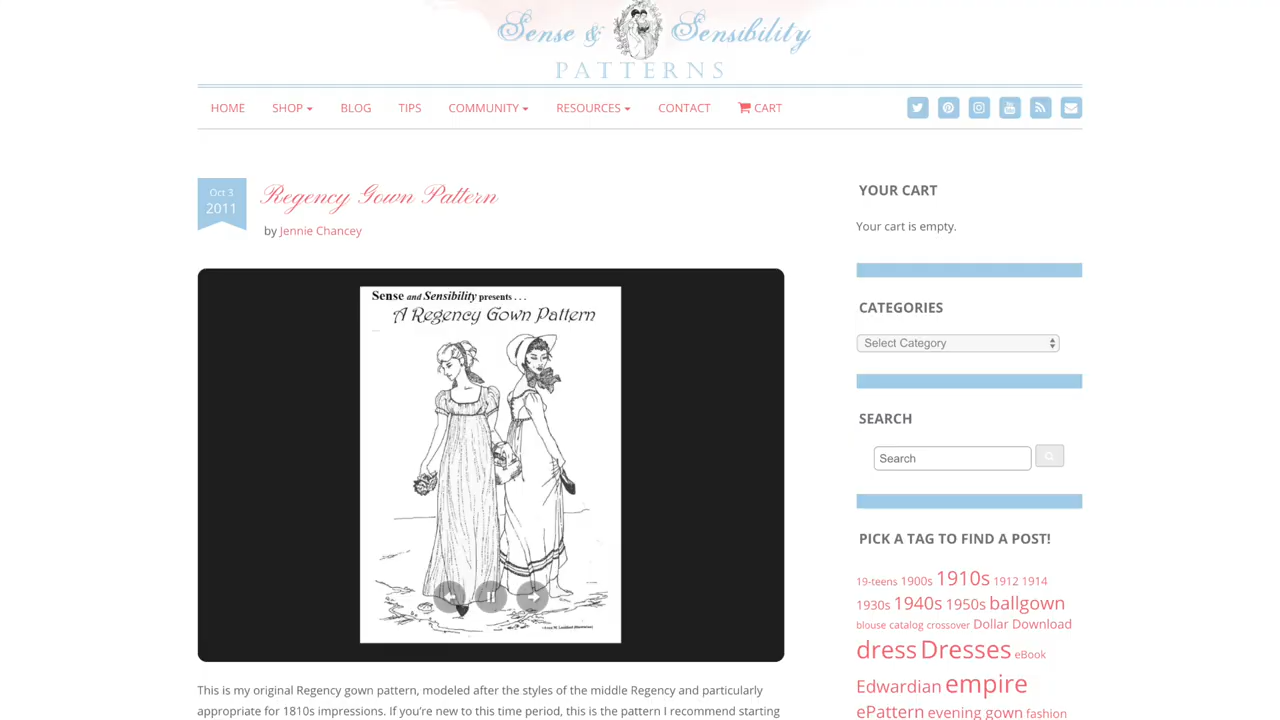 Sense & Sensibility
PATTERNS
HOME SHOP BLOG TIPS COMMUNITY RESOURCES CONTACT CART
Oct 3
2011
Regency Gown Pattern
by Jennie Chancey
Sense and Sensibility presents . . .
A Regency Gown Pattern
This is my original Regency gown pattern, modeled after the styles of the middle Regency and particularly
appropriate for 1810s impressions. If you're new to this time period, this is the pattern I recommend starting
YOUR CART
Your cart is empty.
CATEGORIES
Select Category
SEARCH
Search
PICK A TAG TO FIND A POST!
19-teens 1900s 1910s 1912 1914
1930s 1940s 1950s ballgown
blouse catalog crossover Dollar Download
dress Dresses eBook
Edwardian empire
ePattern evening gown fashion